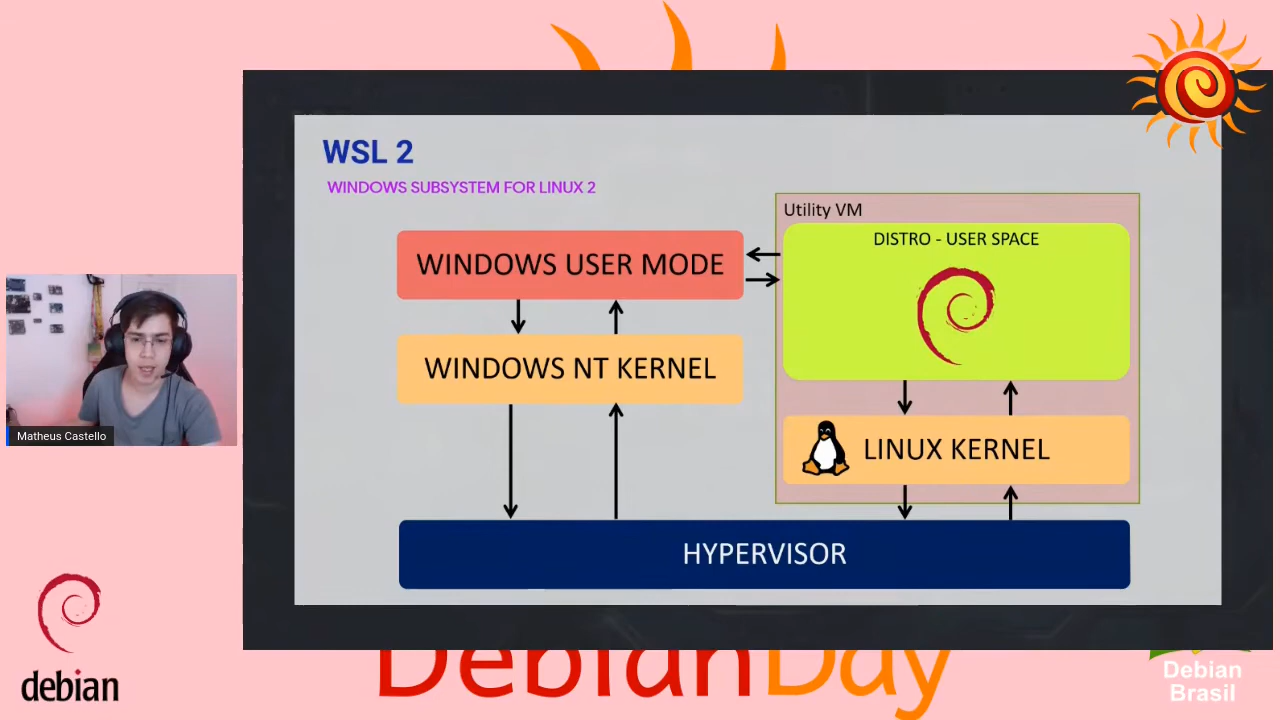 WSL 2
WINDOWS SUBSYSTEM FOR LINUX 2
Utility VM
DISTRO - USER SPACE
WINDOWS USER MODE
WINDOWS NT KERNEL
LINUX KERNEL
HYPERVISOR
Matheus Castello
debian
DebianDay
Debian
Brasil